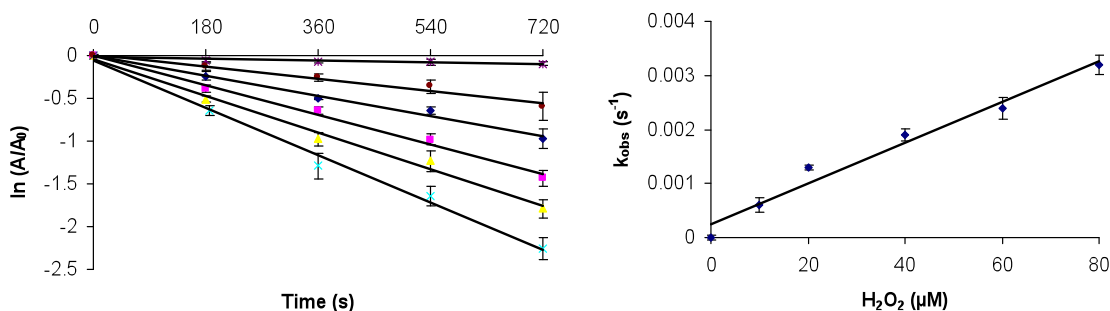 0 180 360 540 720
0
-0.5
-1
-1.5
-2
-2.5
ln (A/A₀)
Time (s)
0.004
0.003
0.002
0.001
0
k_obs (s⁻¹)
0 20 40 60 80
H₂O₂ (µM)